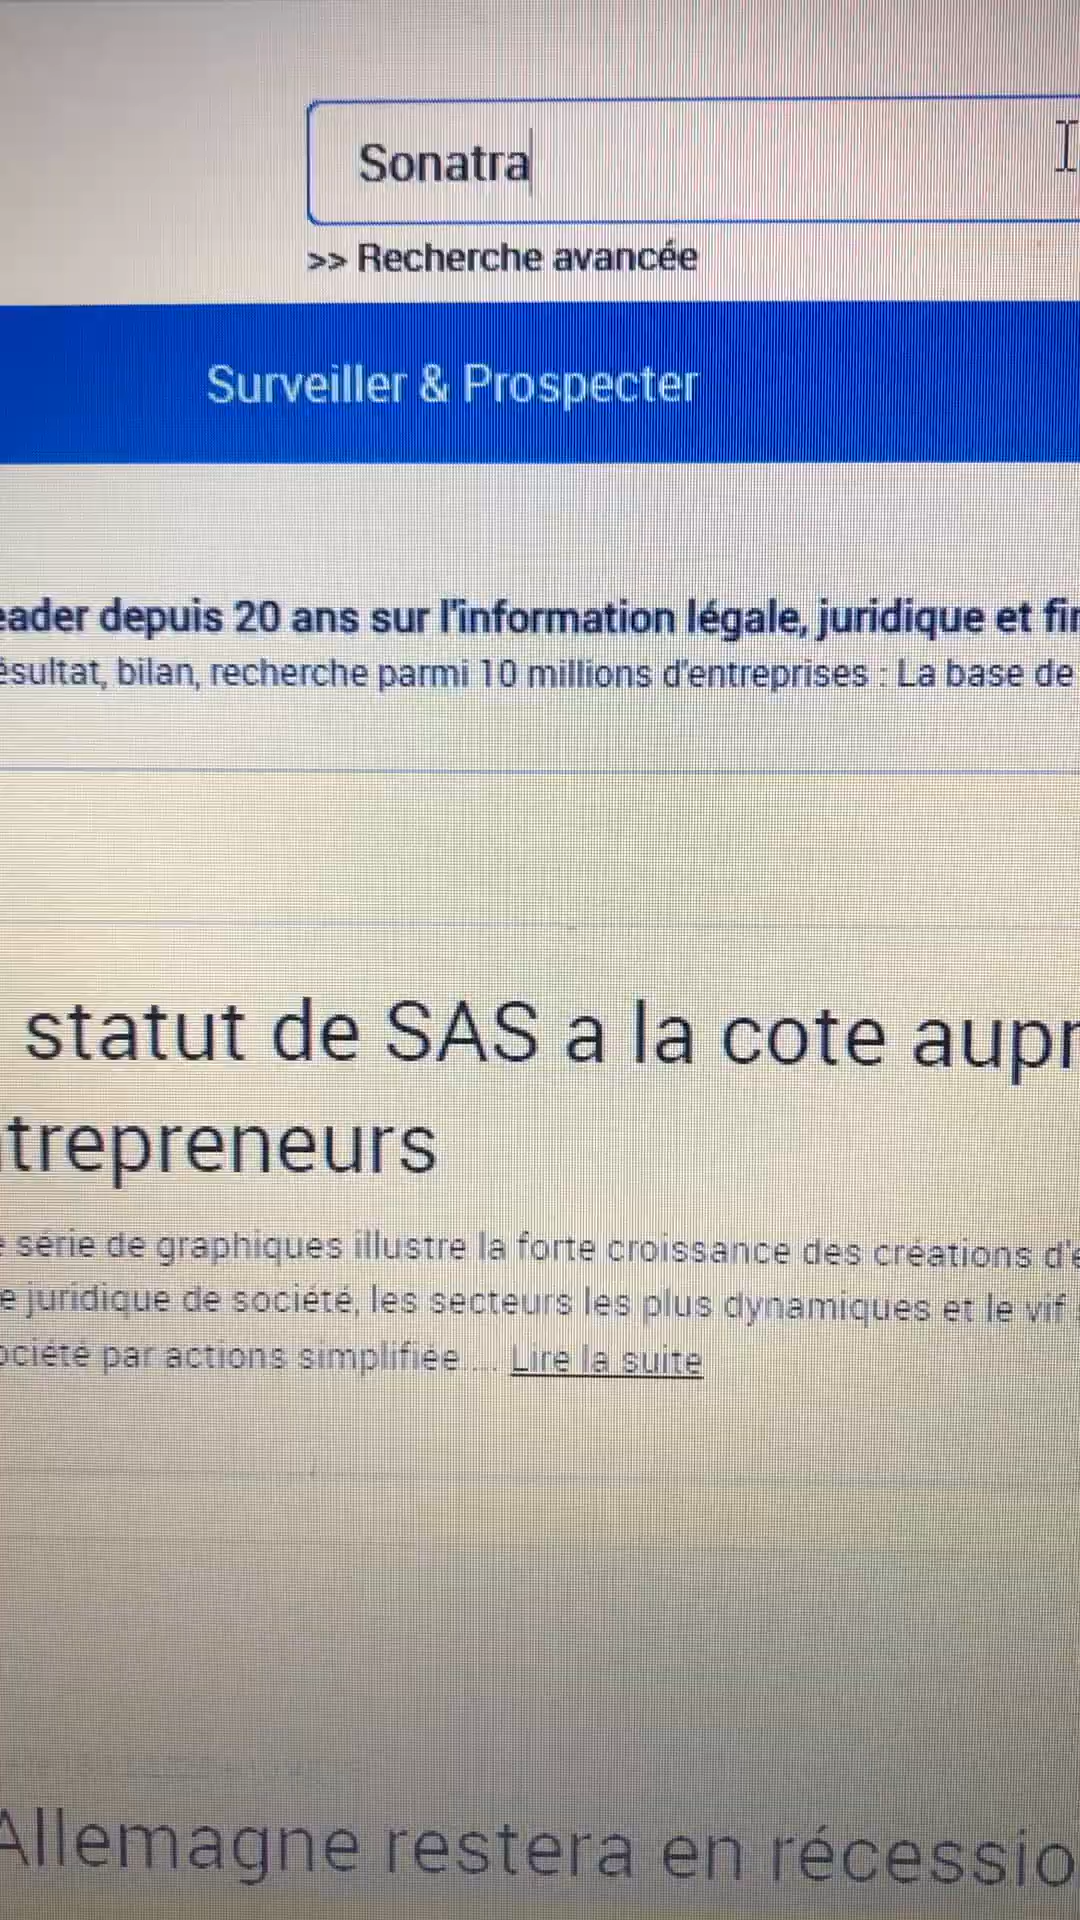 Sonatra
>> Recherche avancée
Surveiller & Prospecter
eader depuis 20 ans sur l'information légale, juridique et fin
ésultat, bilan, recherche parmi 10 millions d'entreprises : La base de
statut de SAS a la cote aupr
trepreneurs
e série de graphiques illustre la forte croissance des créations d'e
e juridique de société, les secteurs les plus dynamiques et le vif
ociété par actions simplifiée.... Lire la suite
Allemagne restera en récessio